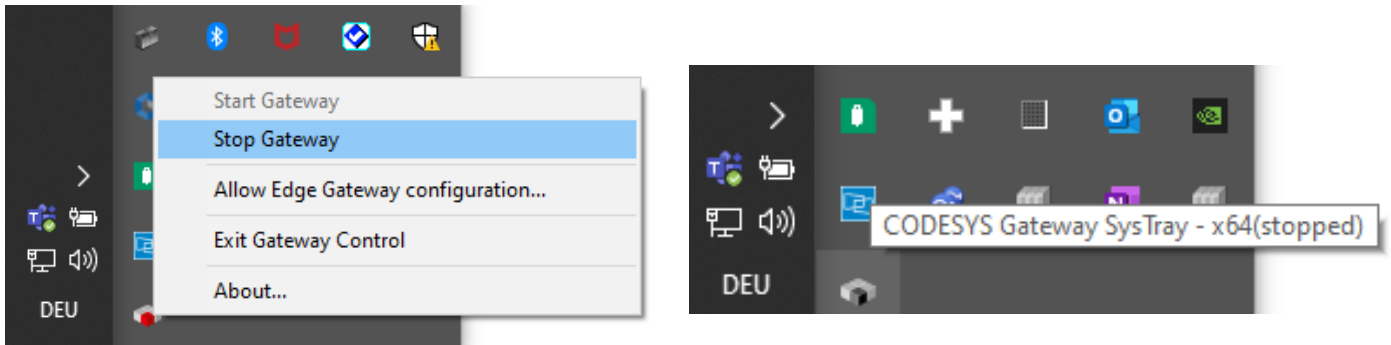 Start Gateway
Stop Gateway
Allow Edge Gateway configuration...
Exit Gateway Control
About...
DEU
CODESYS Gateway SysTray - x64(stopped)
DEU